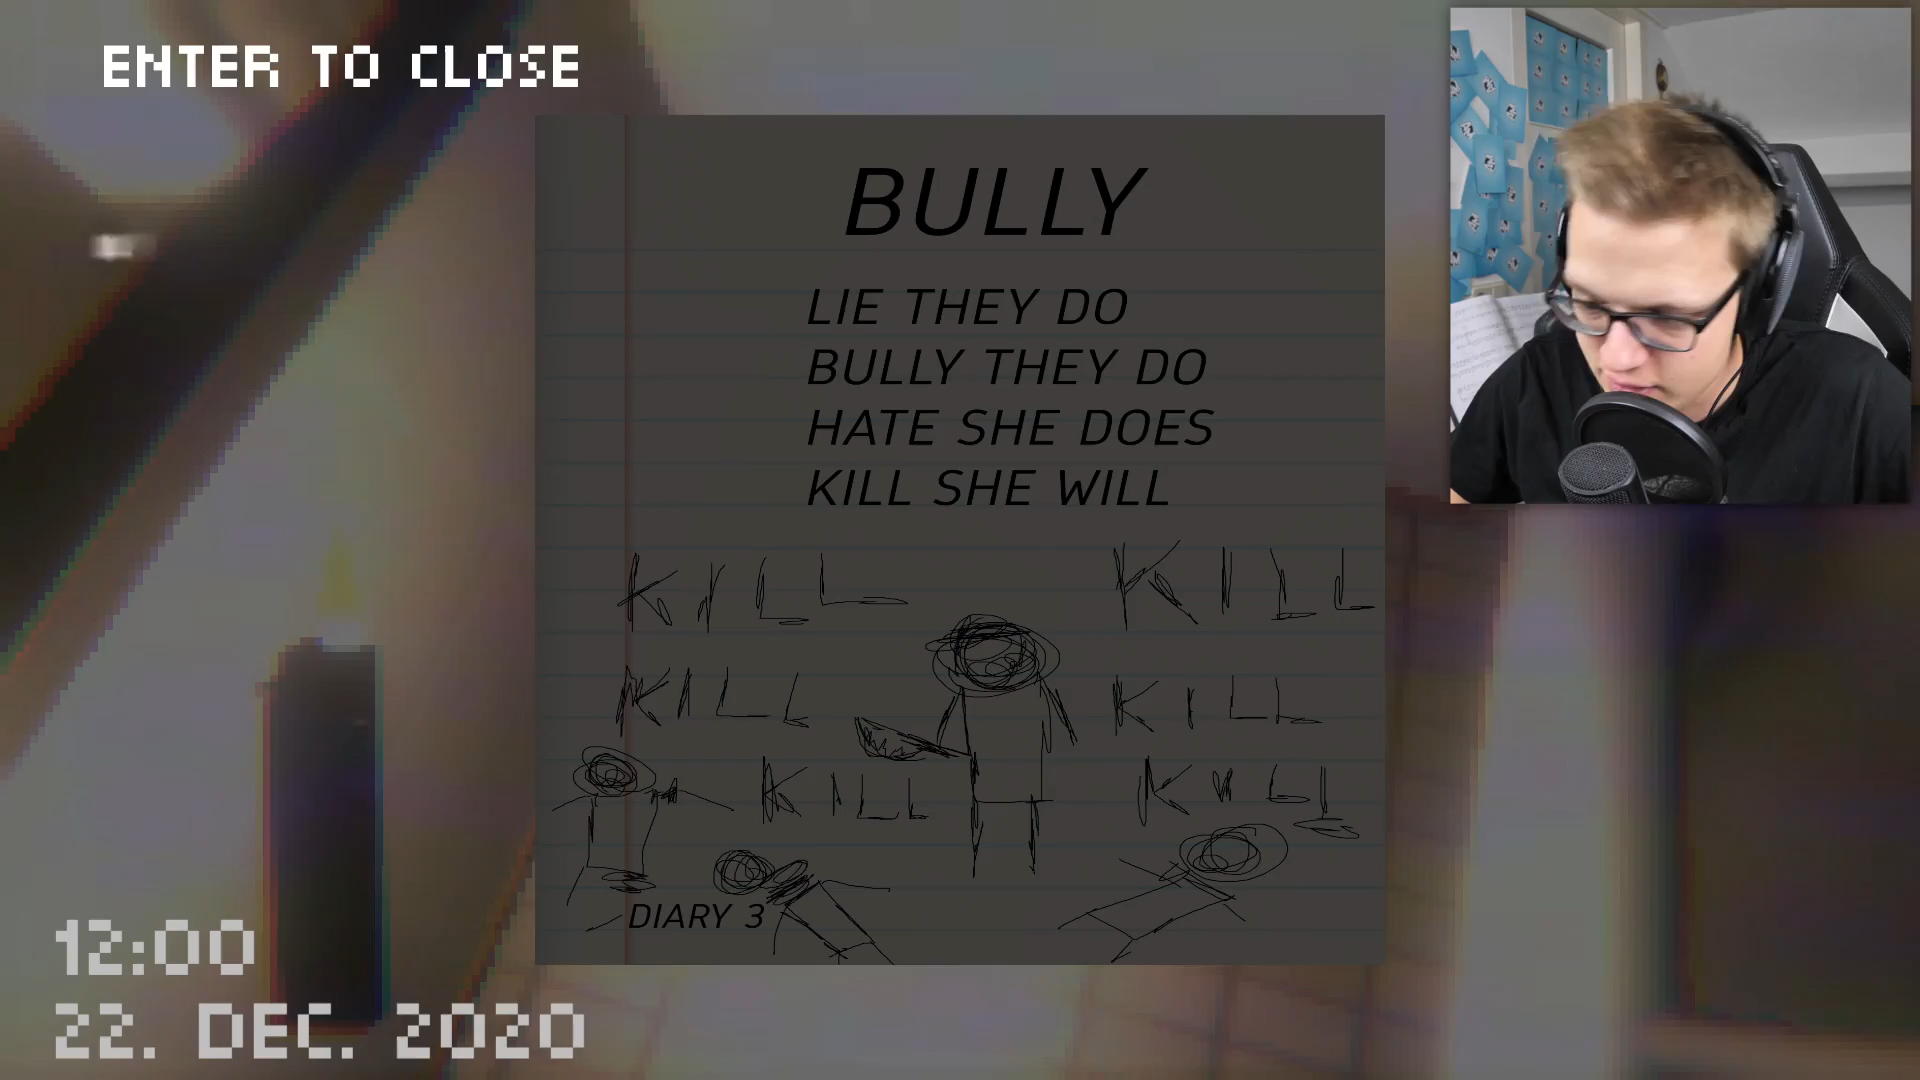 ENTER TO CLOSE
BULLY
LIE THEY DO
BULLY THEY DO
HATE SHE DOES
KILL SHE WILL
KILL KILL
KILL KILL
KILL KILL
DIARY 3
12:00
22. DEC. 2020